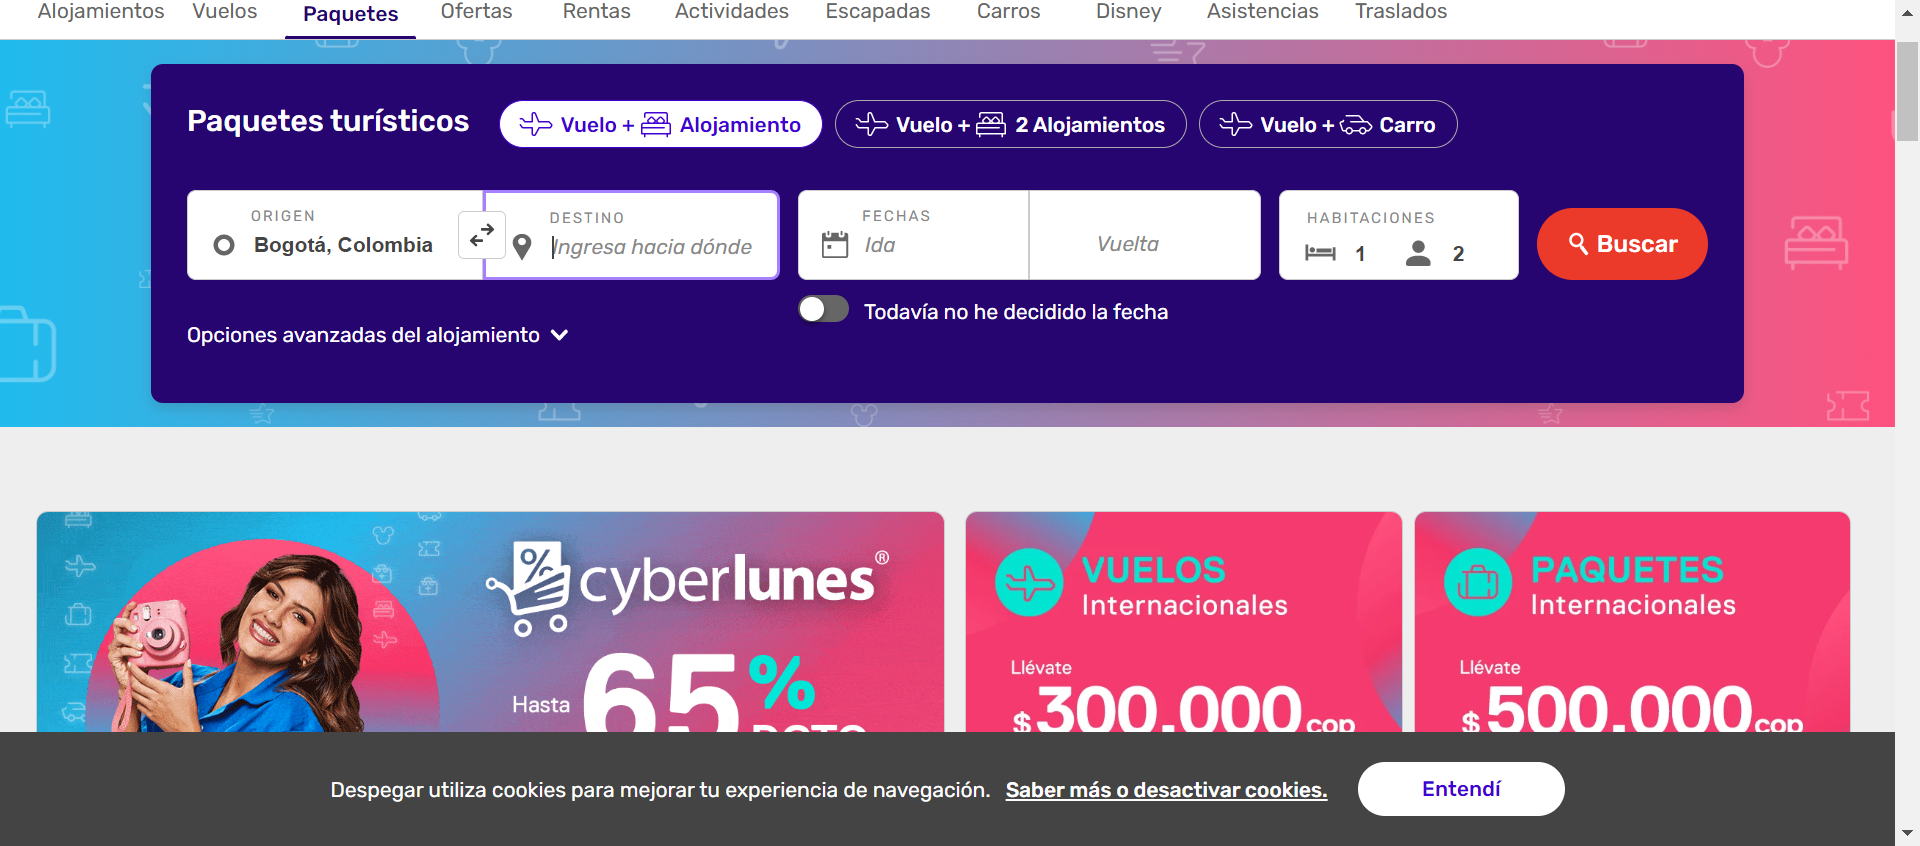 Alojamientos Vuelos Paquetes Ofertas Rentas Actividades Escapadas Carros Disney Asistencias Traslados
Paquetes turísticos
Vuelo + Alojamiento
Vuelo + 2 Alojamientos
Vuelo + Carro
ORIGEN
Bogotá, Colombia
DESTINO
Ingresa hacia dónde
FECHAS
Ida
Vuelta
HABITACIONES
1 2
Buscar
Todavía no he decidido la fecha
Opciones avanzadas del alojamiento
cyberlunes®
Hasta 65%
DCTO
VUELOS
Internacionales
Llévate
$300.000 cop
PAQUETES
Internacionales
Llévate
$500.000 cop
Despegar utiliza cookies para mejorar tu experiencia de navegación. Saber más o desactivar cookies.
Entendí